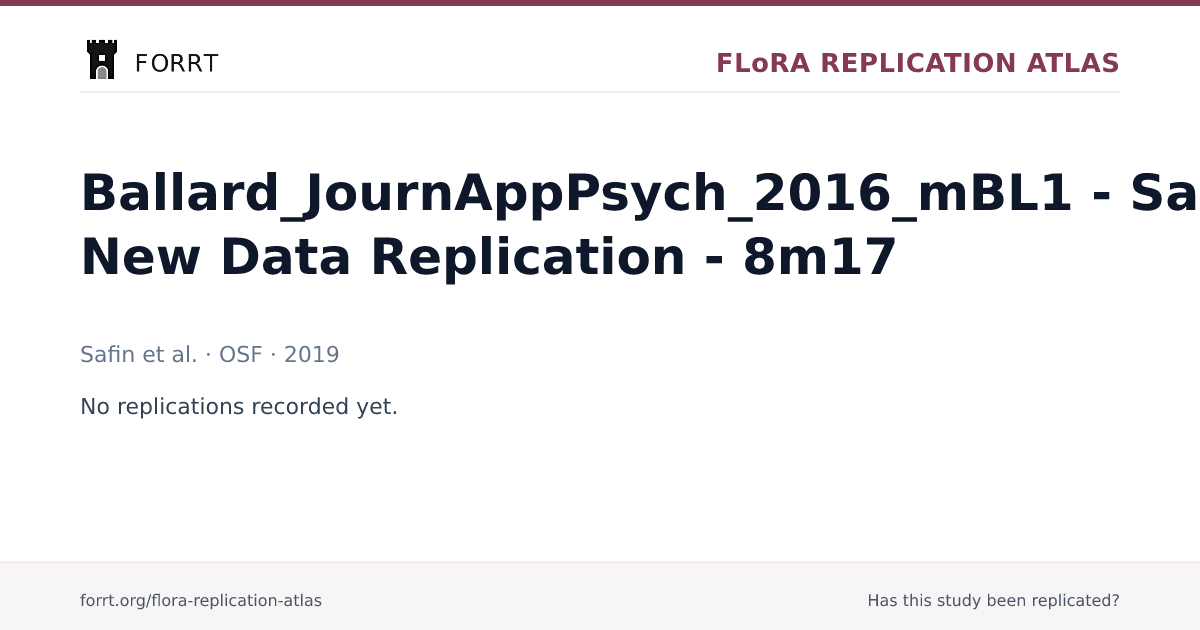 FORRT
FLoRA REPLICATION ATLAS
Ballard_JournAppPsych_2016_mBL1 - Sa
New Data Replication - 8m17
Safin et al. · OSF · 2019
No replications recorded yet.
forrt.org/flora-replication-atlas
Has this study been replicated?